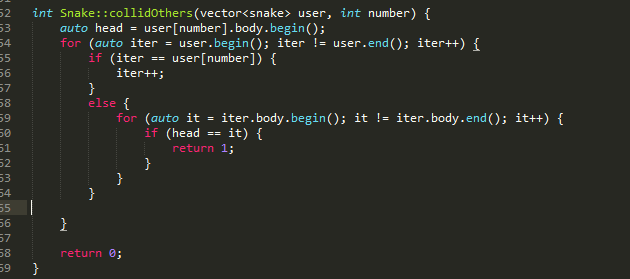 52 int Snake::collidOthers(vector<snake> user, int number) {
53     auto head = user[number].body.begin();
54     for (auto iter = user.begin(); iter != user.end(); iter++) {
55         if (iter == user[number]) {
56             iter++;
57         }
58         else {
59             for (auto it = iter.body.begin(); it != iter.body.end(); it++) {
60                 if (head == it) {
61                     return 1;
62                 }
63             }
64         }
65
66     }
67
68     return 0;
69 }